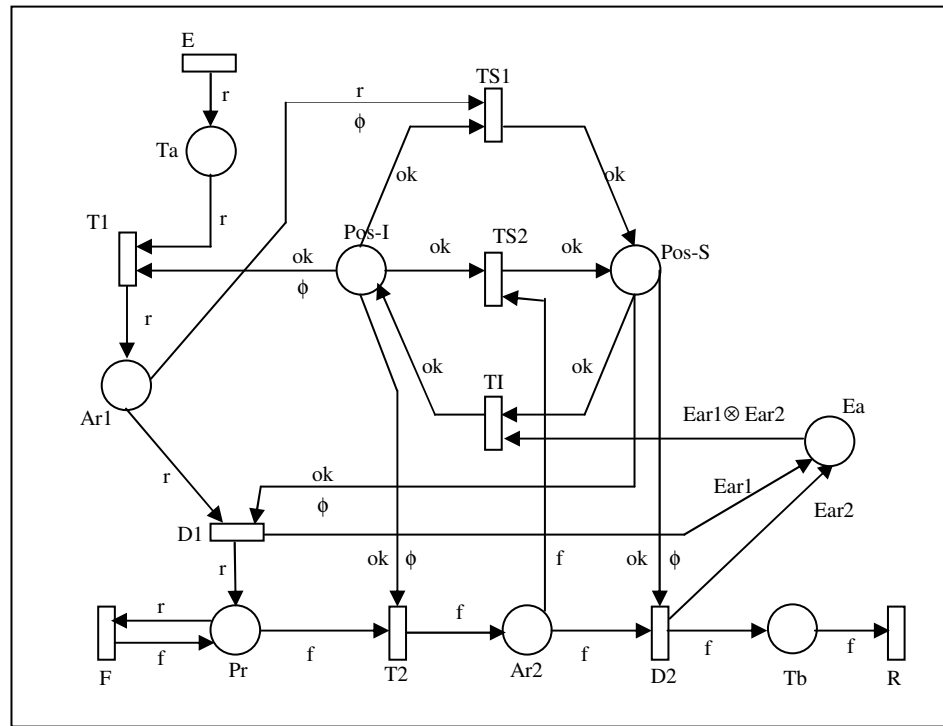 E
TS1
r
r
ϕ
Ta
ok
ok
r
T1
Pos-I
TS2
Pos-S
ok
ok
ok
ϕ
r
ok
TI
ok
Ar1
Ear1⊗ Ear2
Ea
r
ok
ϕ
Ear1
Ear2
D1
r
ok
ϕ
f
ok
ϕ
r
f
f
F
Pr
f
T2
Ar2
f
D2
f
Tb
f
R